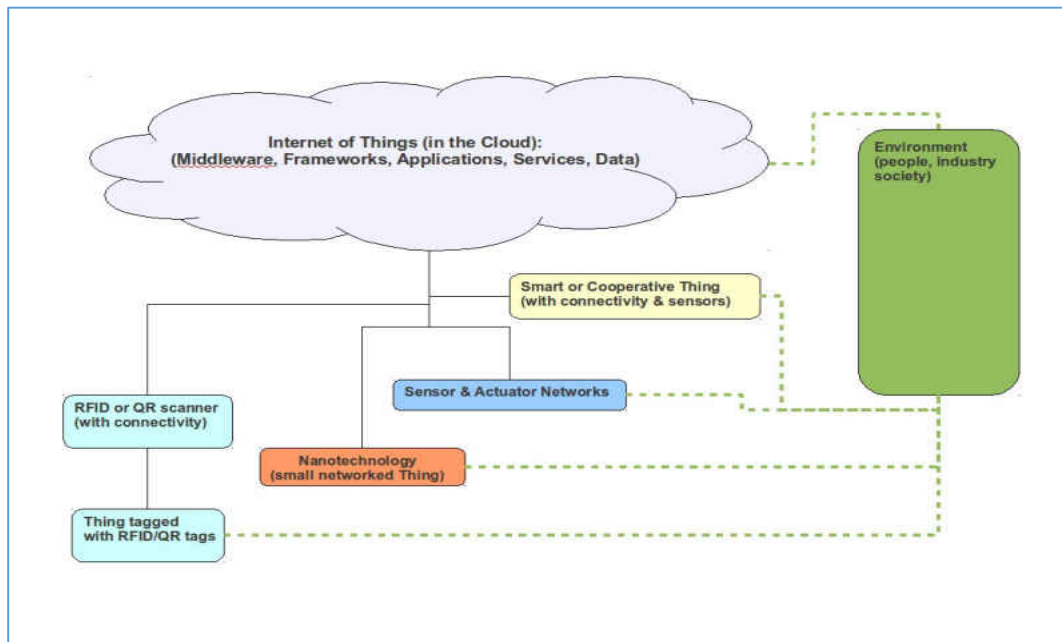 Internet of Things (in the Cloud):
(Middleware, Frameworks, Applications, Services, Data)
Environment
(people, industry
society)
Smart or Cooperative Thing
(with connectivity & sensors)
Sensor & Actuator Networks
RFID or QR scanner
(with connectivity)
Nanotechnology
(small networked Thing)
Thing tagged
with RFID/QR tags